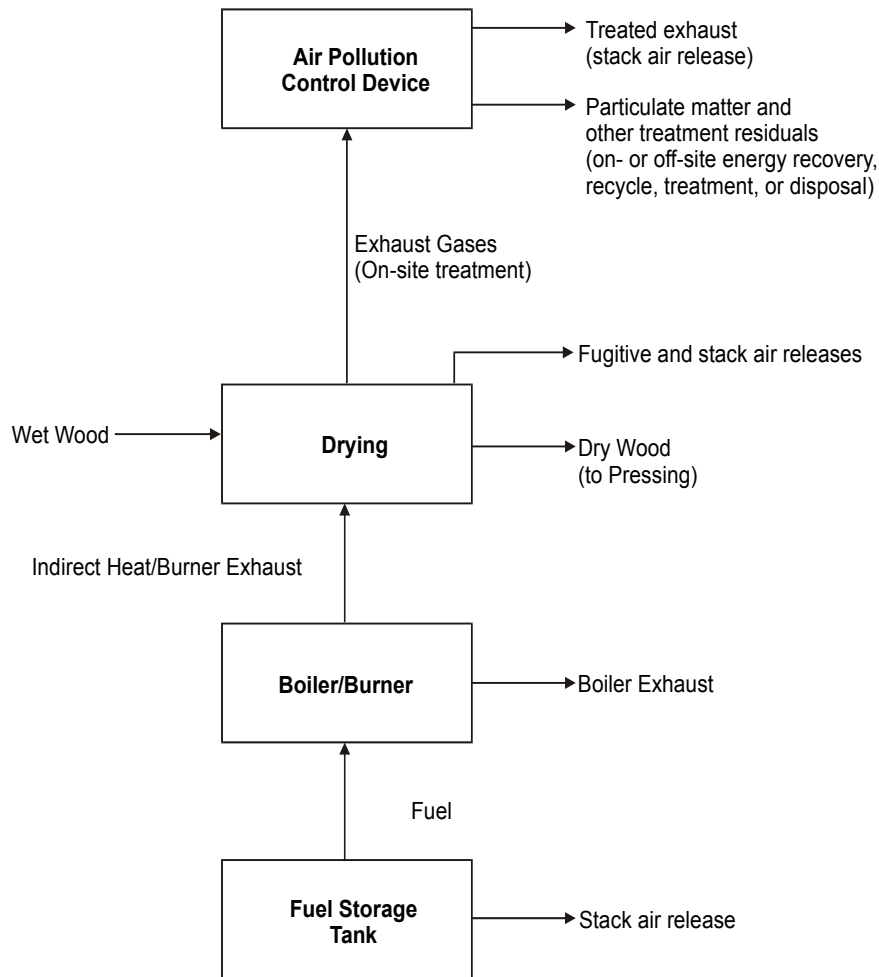 Treated exhaust
(stack air release)
Air Pollution
Control Device
Particulate matter and
other treatment residuals
(on- or off-site energy recovery,
recycle, treatment, or disposal)
Exhaust Gases
(On-site treatment)
Fugitive and stack air releases
Wet Wood
Drying
Dry Wood
(to Pressing)
Indirect Heat/Burner Exhaust
Boiler/Burner
Boiler Exhaust
Fuel
Fuel Storage
Tank
Stack air release